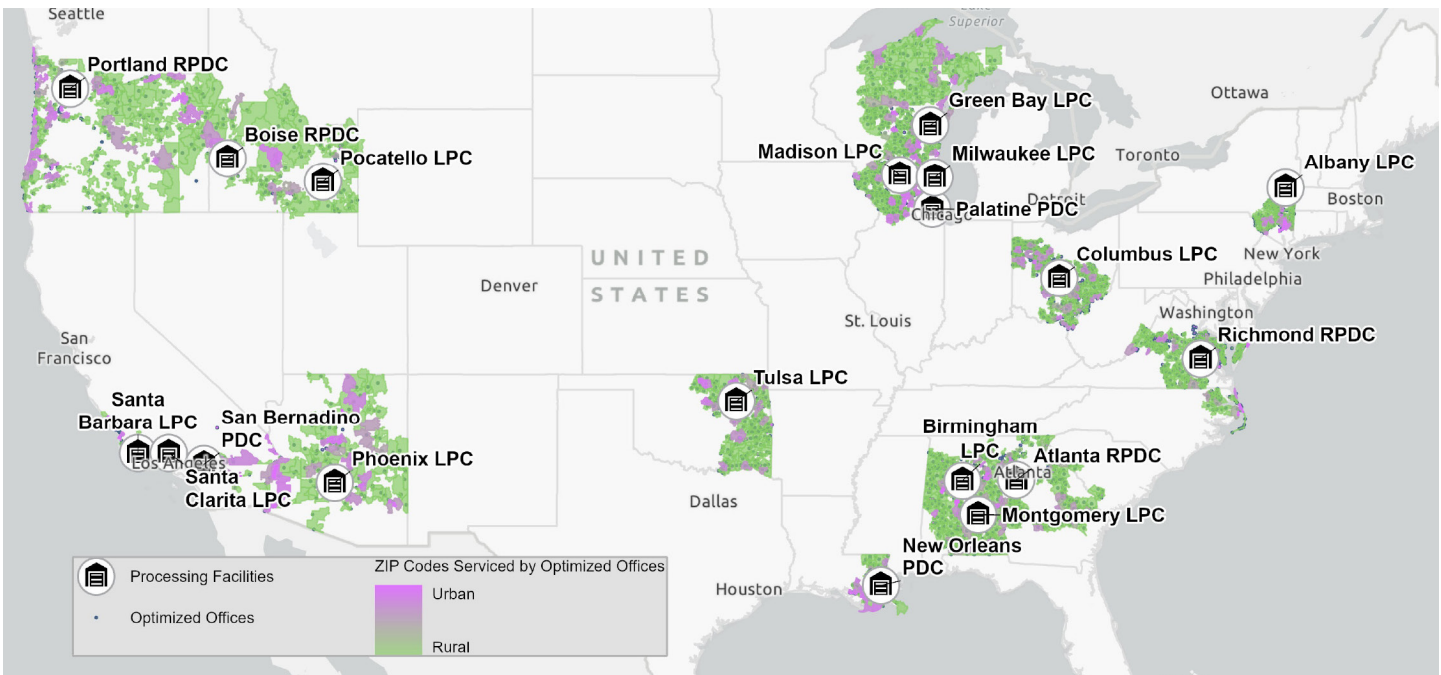 Seattle
Lake
Superior
Portland RPDC
Ottawa
Green Bay LPC
Boise RPDC
Pocatello LPC
Madison LPC
Milwaukee LPC
Toronto
Albany LPC
Detroit
Boston
Chicago
Palatine PDC
New York
Columbus LPC
Philadelphia
UNITED
STATES
Denver
St. Louis
Washington
Richmond RPDC
San
Francisco
Tulsa LPC
Santa
Barbara LPC
San Bernadino
PDC
Los Angeles
Santa
Clarita LPC
Phoenix LPC
Birmingham
LPC
Atlanta RPDC
Atlanta
Dallas
Montgomery LPC
New Orleans
PDC
Houston
Processing Facilities
Optimized Offices
ZIP Codes Serviced by Optimized Offices
Urban
Rural